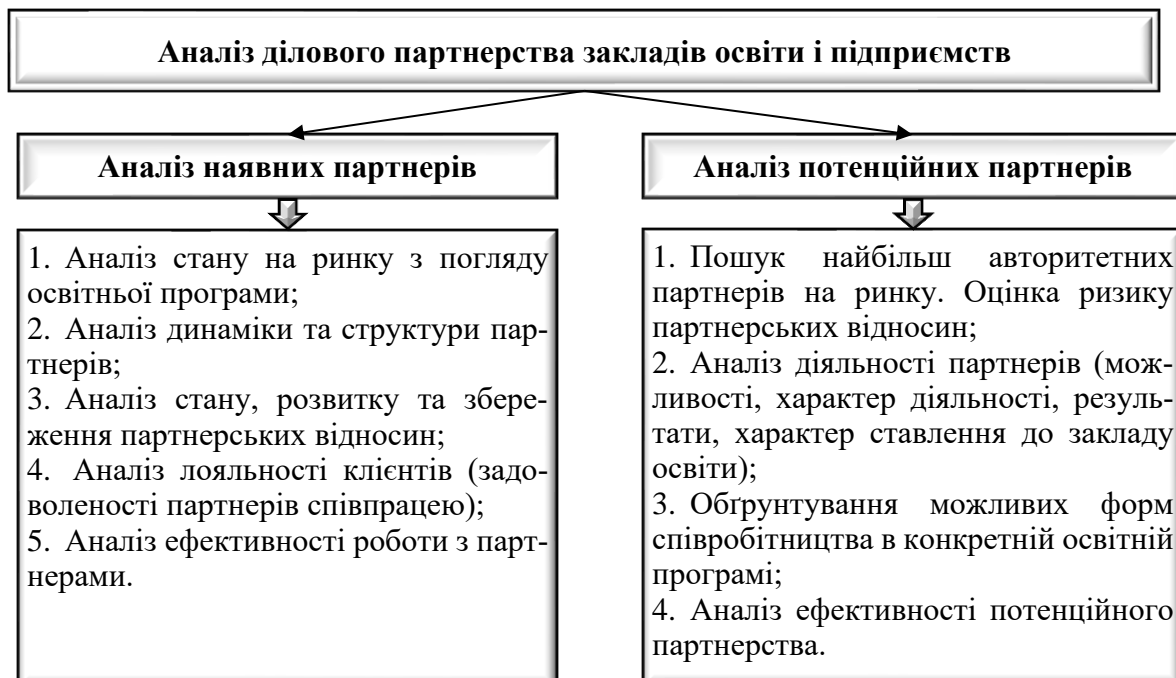 Аналіз ділового партнерства закладів освіти і підприємств
Аналіз наявних партнерів
1. Аналіз стану на ринку з погляду
освітньої програми;
2. Аналіз динаміки та структури пар-
тнерів;
3. Аналіз стану, розвитку та збере-
ження партнерських відносин;
4. Аналіз лояльності клієнтів (задо-
воленості партнерів співпрацею);
5. Аналіз ефективності роботи з парт-
нерами.
Аналіз потенційних партнерів
1. Пошук найбільш авторитетних
партнерів на ринку. Оцінка ризику
партнерських відносин;
2. Аналіз діяльності партнерів (мож-
ливості, характер діяльності, резуль-
тати, характер ставлення до закладу
освіти);
3. Обґрунтування можливих форм
співробітництва в конкретній освітній
програмі;
4. Аналіз ефективності потенційного
партнерства.